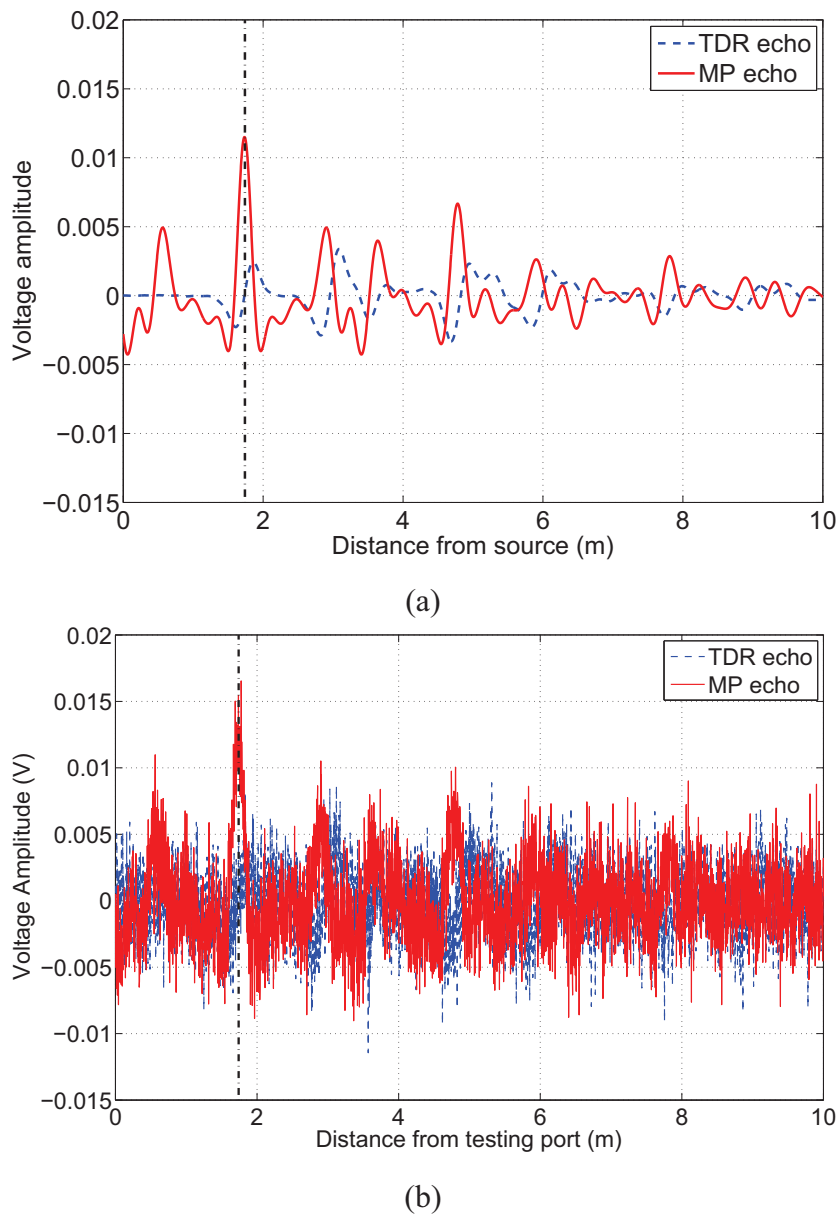 0.02
0.015
0.01
0.005
0
−0.005
−0.01
−0.015
Voltage amplitude
TDR echo
MP echo
0 2 4 6 8 10
Distance from source (m)
(a)
0.02
0.015
0.01
0.005
0
−0.005
−0.01
−0.015
Voltage Amplitude (V)
TDR echo
MP echo
0 2 4 6 8 10
Distance from testing port (m)
(b)